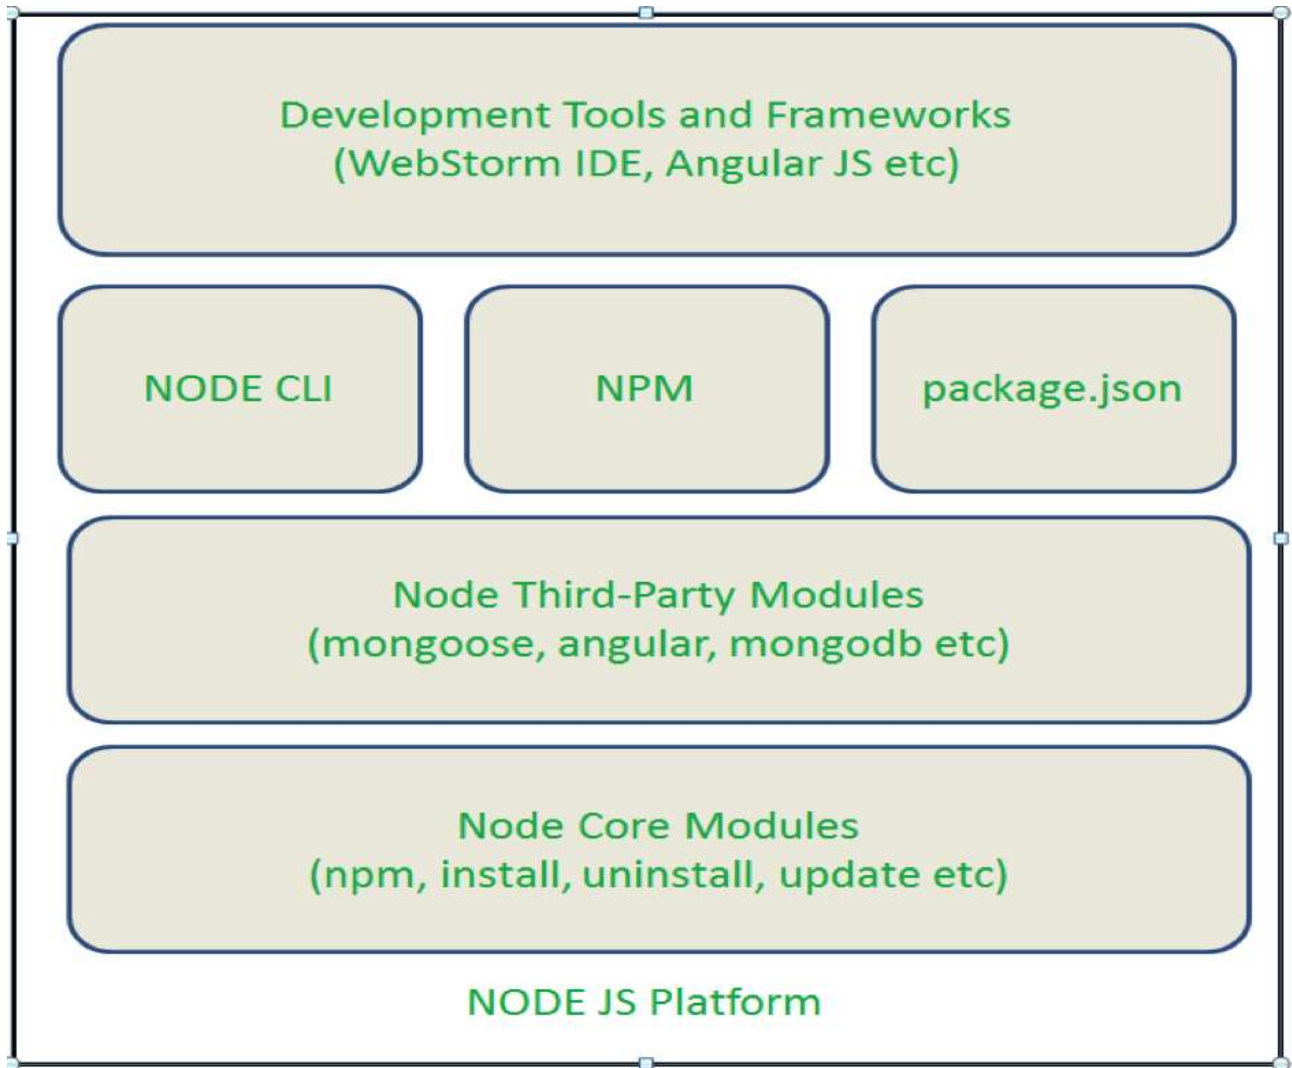 Development Tools and Frameworks
(WebStorm IDE, Angular JS etc)
NODE CLI
NPM
package.json
Node Third-Party Modules
(mongoose, angular, mongodb etc)
Node Core Modules
(npm, install, uninstall, update etc)
NODE JS Platform